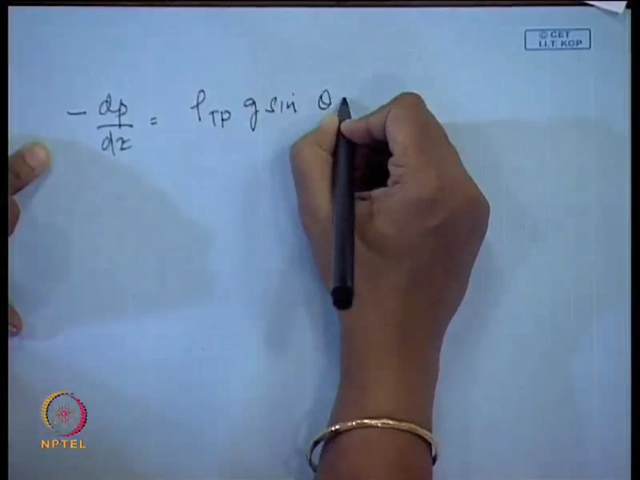 © CET
I.I.T. KGP
- dp/dz = ρTP g sin θ
NPTEL